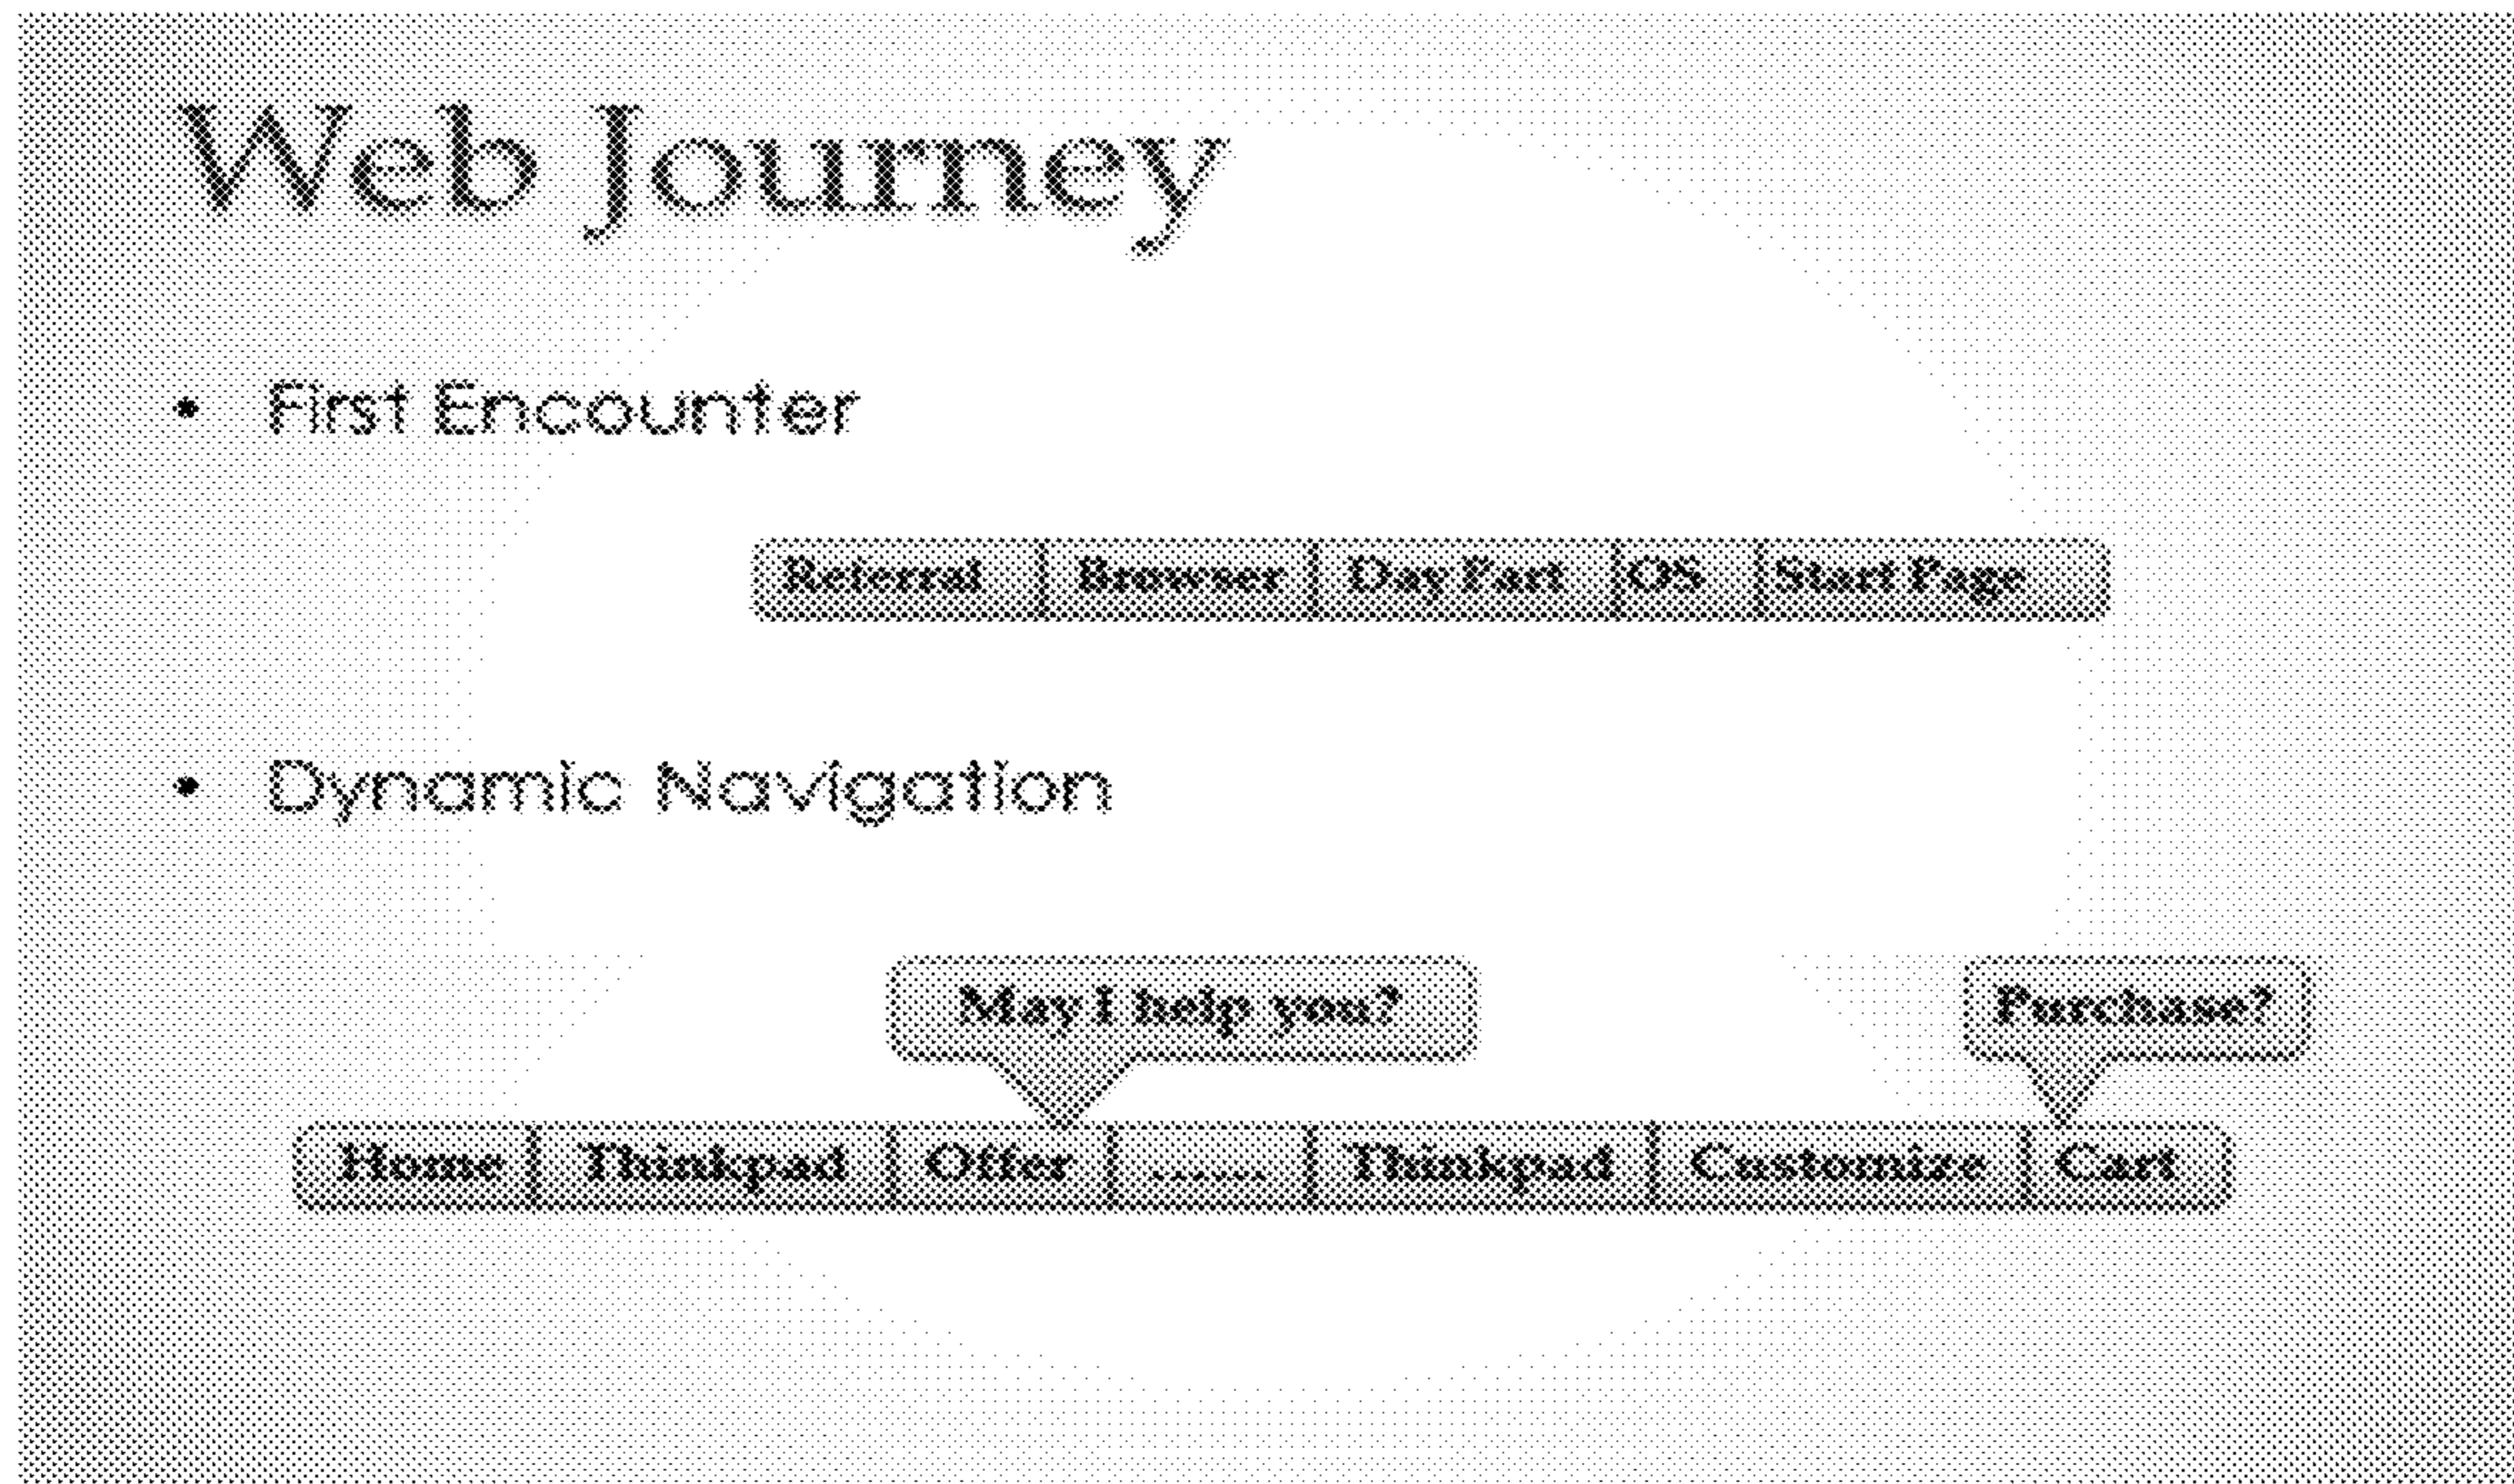 Web Journey
• First Encounter
Referral Browser Day Part OS Start Page
• Dynamic Navigation
May I help you? Purchase?
Home Thinkpad Offer ...... Thinkpad Customize Cart